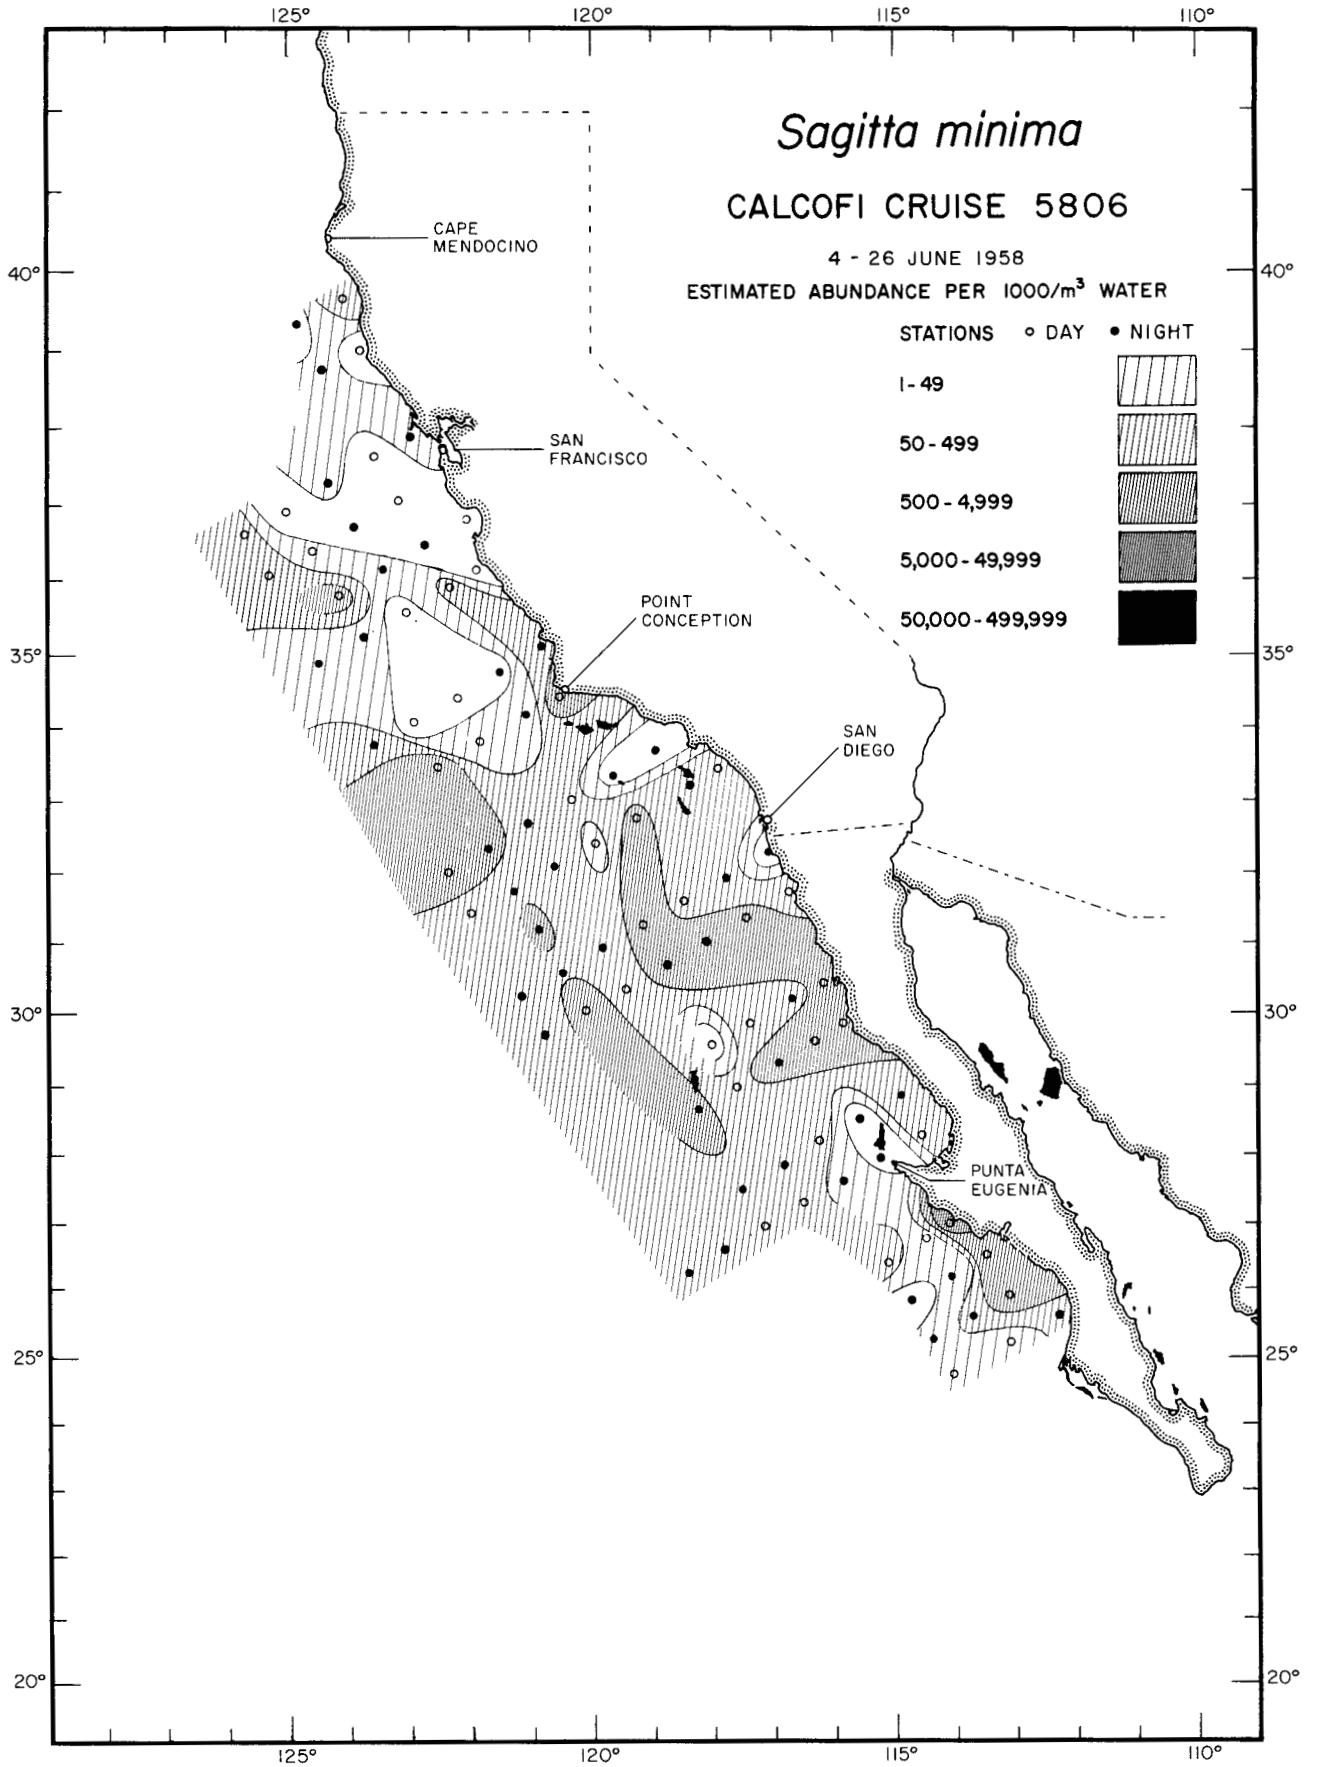 125° 120° 115° 110°
Sagitta minima
CALCOFI CRUISE 5806
4 - 26 JUNE 1958
ESTIMATED ABUNDANCE PER 1000/m³ WATER
STATIONS ○ DAY ● NIGHT
1-49
50-499
500-4,999
5,000-49,999
50,000-499,999
CAPE
MENDOCINO
40° 40°
SAN
FRANCISCO
POINT
CONCEPTION
35° 35°
SAN
DIEGO
30° 30°
PUNTA
EUGENIA
25° 25°
20° 20°
125° 120° 115° 110°